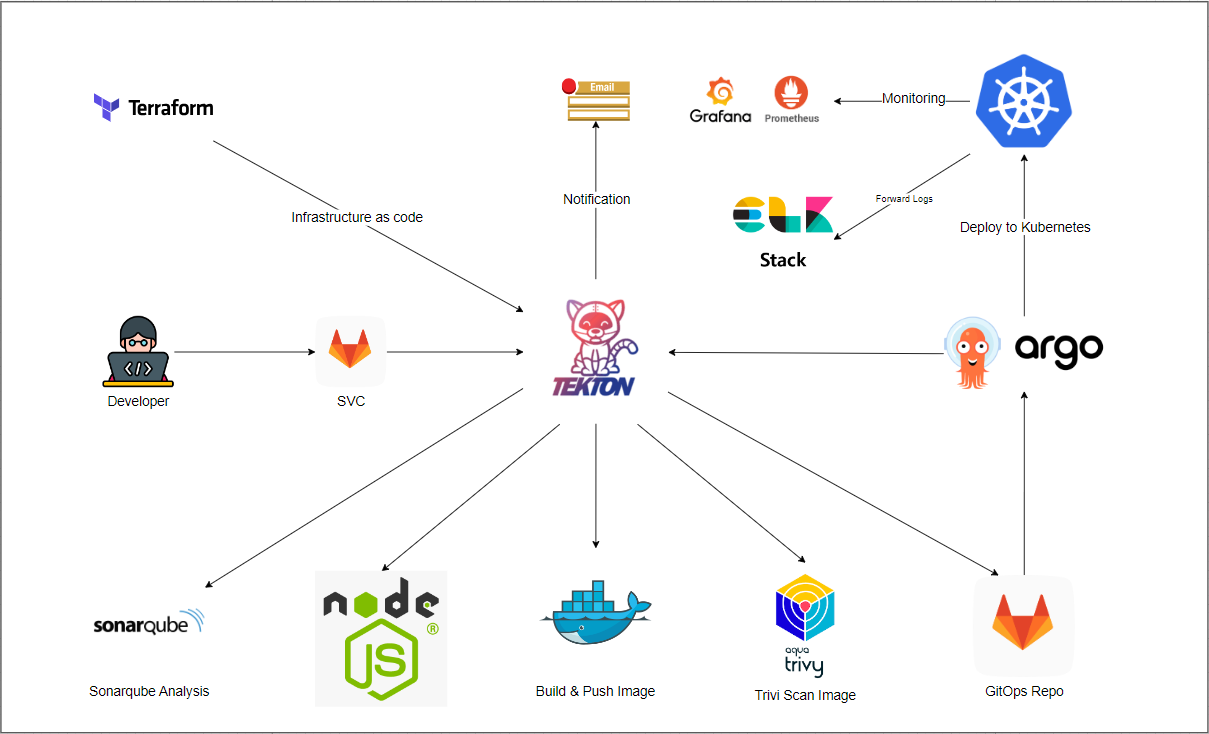 Terraform
Email
Grafana
Prometheus
Monitoring
Infrastructure as code
Notification
Forward Logs
ELK
Stack
Deploy to Kubernetes
Developer
SVC
TEKTON
argo
sonarqube
Sonarqube Analysis
node
®
JS
Build & Push Image
aqua
trivy
Trivi Scan Image
GitOps Repo